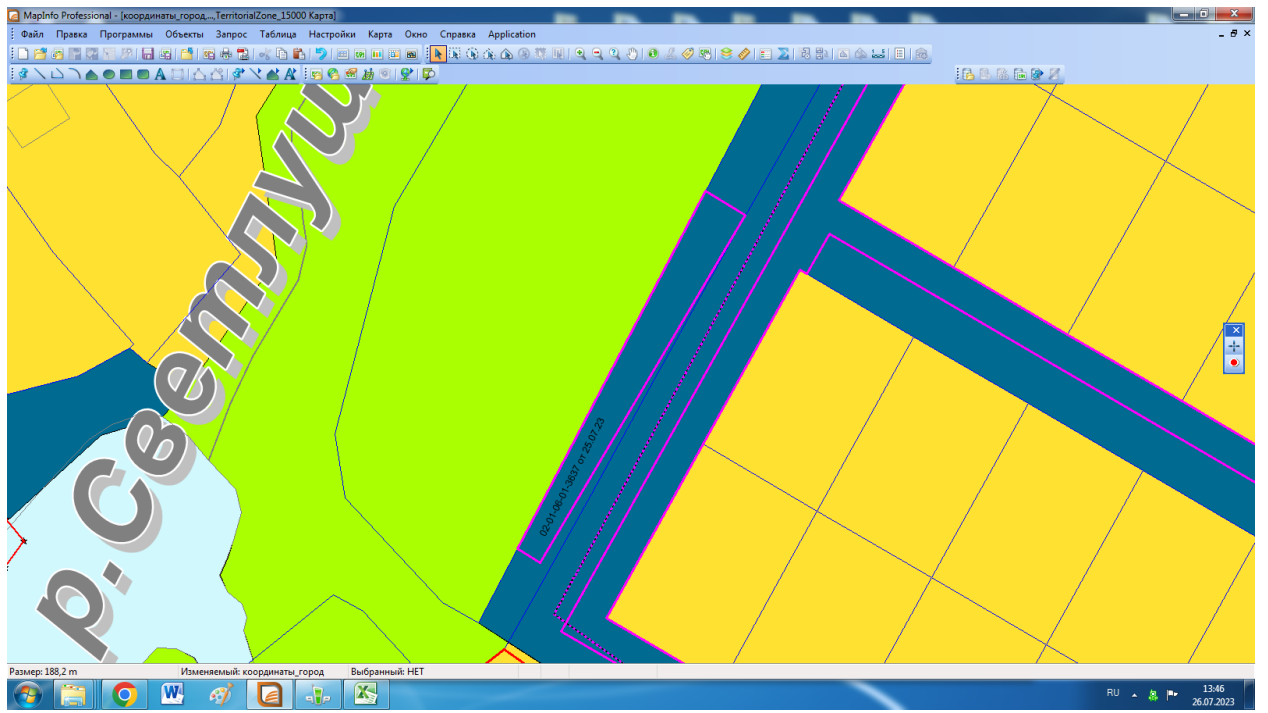 MapInfo Professional - [координаты_город,...,TerritorialZone_15000 Карта]
Файл Правка Программы Объекты Запрос Таблица Настройки Карта Окно Справка Application
р. Светлуш
02-01-06-01-3637 от 25.07.23
Размер: 188,2 m Изменяемый: координаты_город Выбранный: НЕТ
RU 13:46
26.07.2023